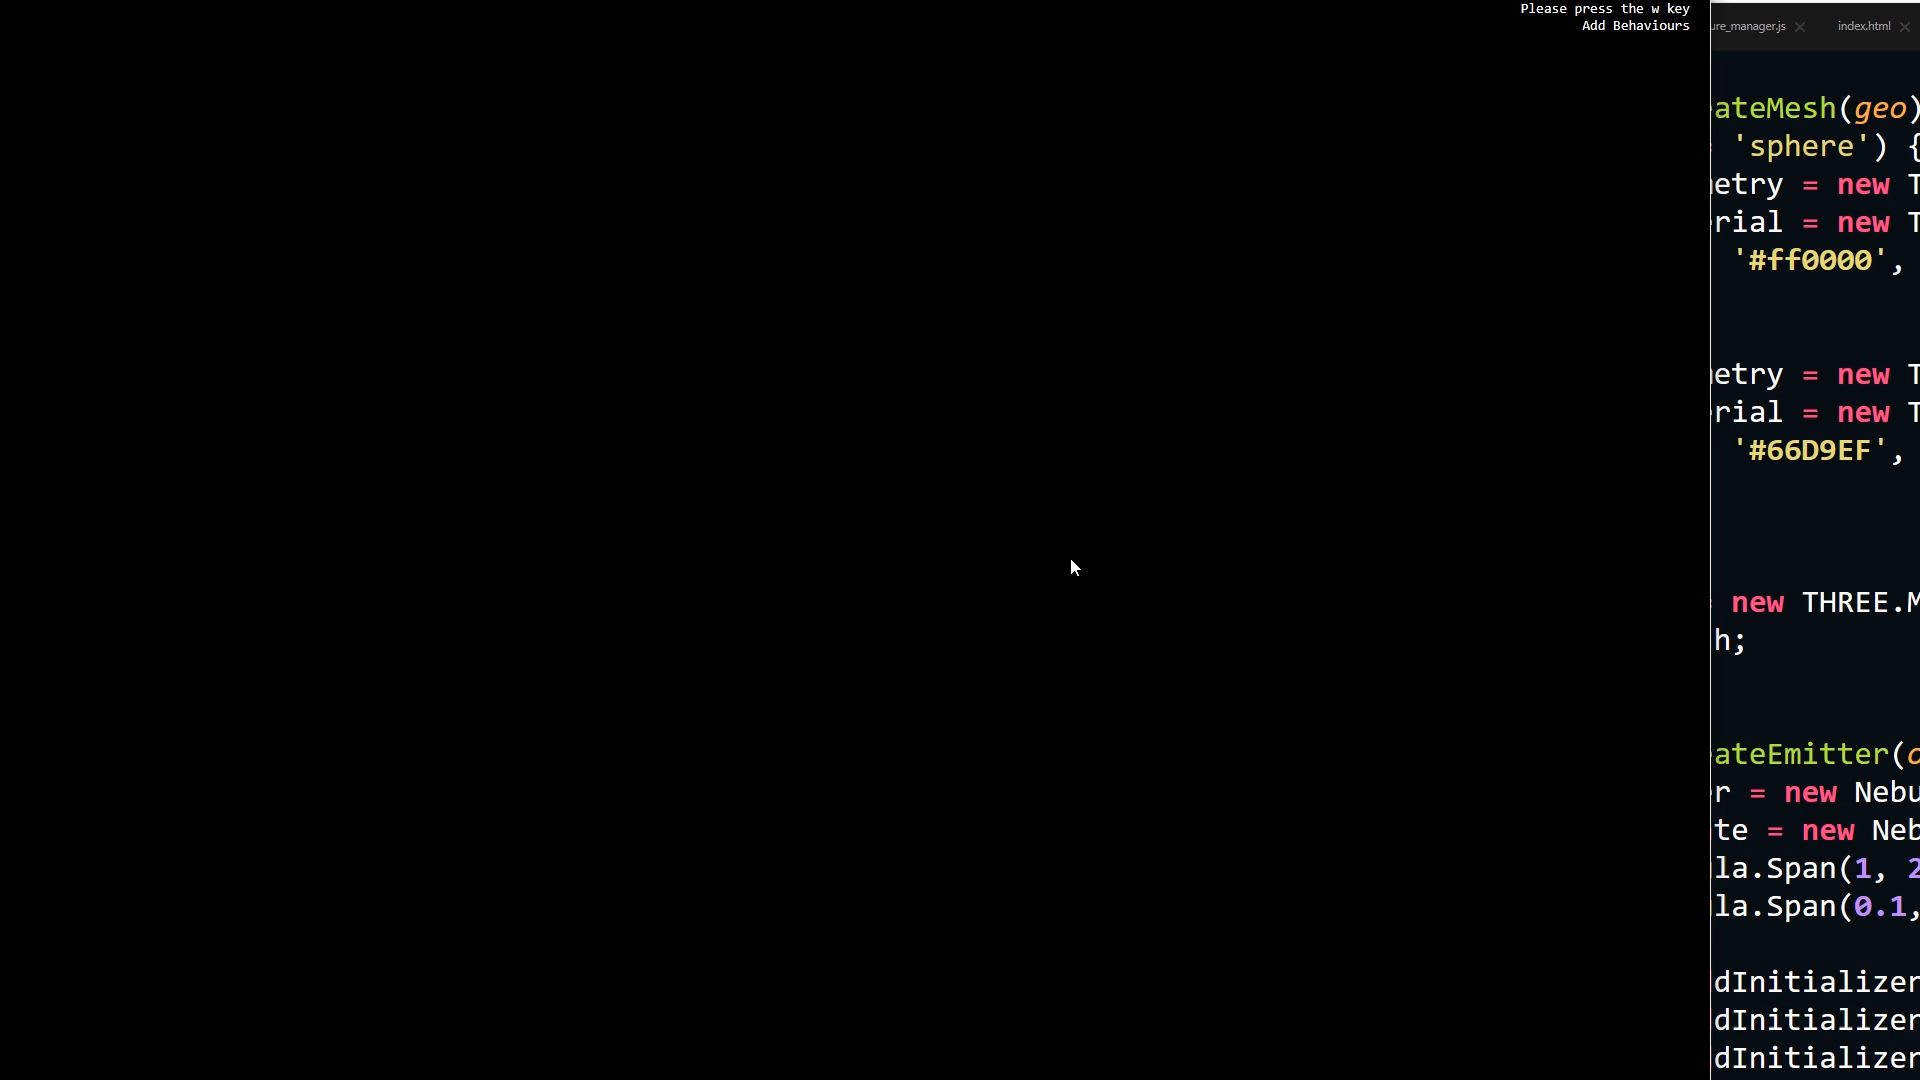 Please press the w key
Add Behaviours
ure_manager.js
index.html
ateMesh(geo)
'sphere') {
etry = new T
rial = new T
'#ff0000',
etry = new T
rial = new T
'#66D9EF',
new THREE.M
h;
ateEmitter(
r = new Nebu
te = new Neb
la.Span(1, 2
la.Span(0.1,
dInitializer
dInitializer
dInitializer